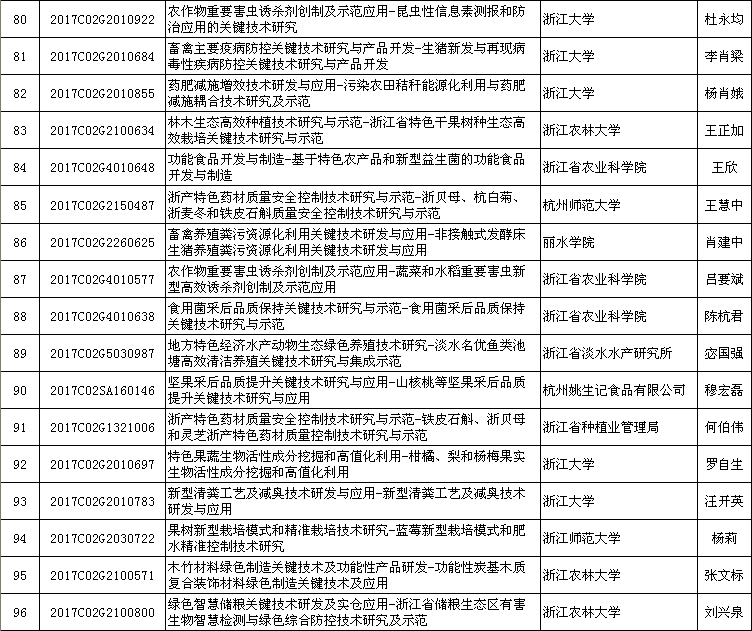 80 2017C02G2010922 农作物重要害虫诱杀剂创制及示范应用-昆虫性信息素测报和防 浙江大学 杜永均
治应用的关键技术研究
81 2017C02G2010684 畜禽主要疫病防控关键技术研究与产品开发-生猪新发与再现病 浙江大学 李肖梁
毒性疾病防控关键技术研究与产品开发
82 2017C02G2010855 药肥减施增效技术研发与应用-污染农田秸秆能源化利用与药肥 浙江大学 杨肖娥
减施耦合技术研究及示范
83 2017C02G2100634 林木生态高效种植技术研究与示范-浙江省特色干果树种生态高 浙江农林大学 王正加
效栽培关键技术研究与示范
84 2017C02G4010648 功能食品开发与制造-基于特色农产品和新型益生菌的功能食品 浙江省农业科学院 王欣
开发与制造
85 2017C02G2150487 浙产特色药材质量安全控制技术研究与示范-浙贝母、杭白菊、 杭州师范大学 王慧中
浙麦冬和铁皮石斛质量安全控制技术研究与示范
86 2017C02G2260625 畜禽养殖粪污资源化利用关键技术研发与应用-非接触式发酵床 丽水学院 肖建中
生猪养殖粪污资源化利用关键技术研发与应用
87 2017C02G4010577 农作物重要害虫诱杀剂创制及示范应用-蔬菜和水稻重要害虫新 浙江省农业科学院 吕要斌
型高效诱杀剂创制及示范应用
88 2017C02G4010638 食用菌采后品质保持关键技术研究与示范-食用菌采后品质保持 浙江省农业科学院 陈杭君
关键技术研究与示范
89 2017C02G5030987 地方特色经济水产动物生态绿色养殖技术研究-淡水名优鱼类池 浙江省淡水水产研究所 宓国强
塘高效清洁养殖关键技术研究与集成示范
90 2017C02SA160146 坚果采后品质提升关键技术研究与应用-山核桃等坚果采后品质 杭州姚生记食品有限公司 穆宏磊
提升关键技术研究与应用
91 2017C02G1321006 浙产特色药材质量安全控制技术研究与示范-铁皮石斛、浙贝母 浙江省种植业管理局 何伯伟
和灵芝浙产特色药材质量控制技术研究与示范
92 2017C02G2010697 特色果蔬生物活性成分挖掘和高值化利用-柑橘、梨和杨梅果实 浙江大学 罗自生
生物活性成分挖掘和高值化利用
93 2017C02G2010783 新型清粪工艺及减臭技术研发与应用-新型清粪工艺及减臭技术 浙江大学 汪开英
研发与应用
94 2017C02G2030722 果树新型栽培模式和精准栽培技术研究-蓝莓新型栽培模式和肥 浙江师范大学 杨莉
水精准控制技术研究
95 2017C02G2100571 木竹材料绿色制造关键技术及功能性产品研发-功能性炭基木质 浙江农林大学 张文标
复合装饰材料绿色制造关键技术及应用
96 2017C02G2100800 绿色智慧储粮关键技术研发及实仓应用-浙江省储粮生态区有害 浙江农林大学 刘兴泉
生物智慧检测与绿色综合防控技术研究及示范